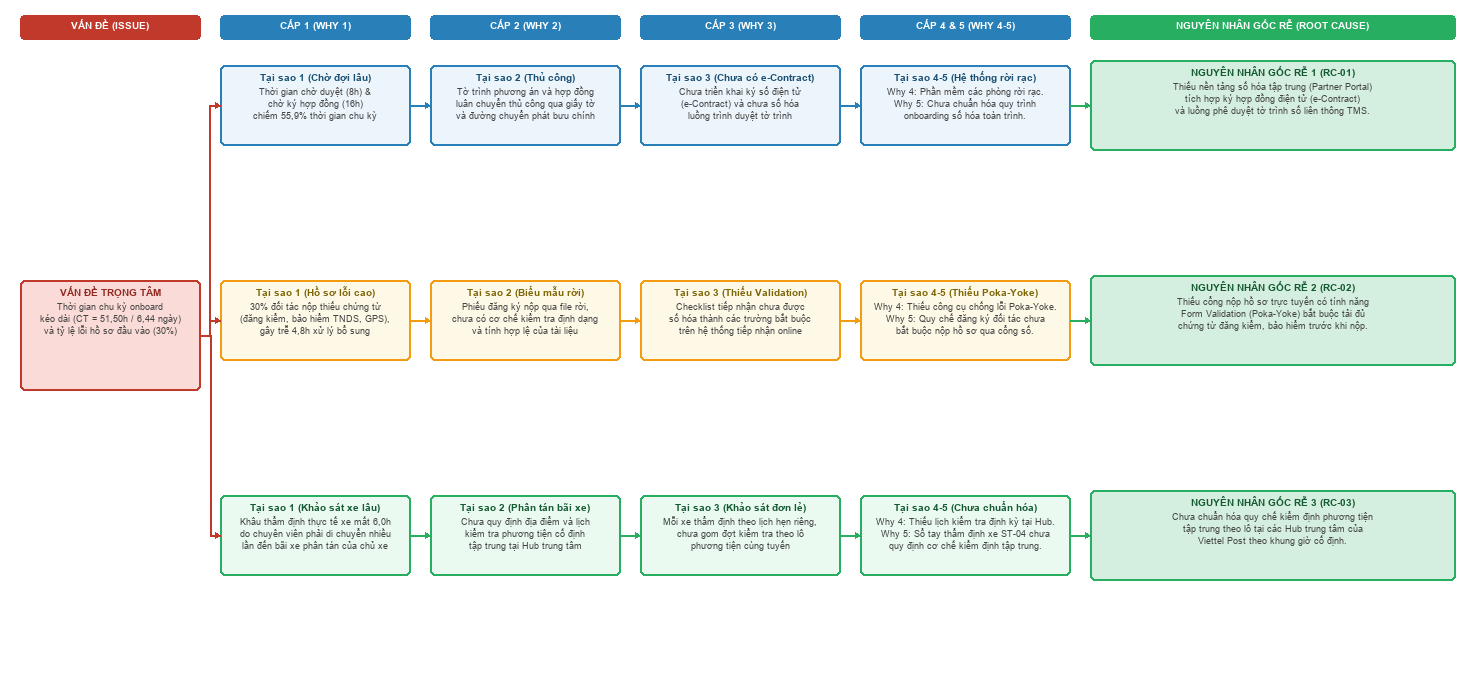 VẤN ĐỀ (ISSUE)
CẤP 1 (WHY 1)
CẤP 2 (WHY 2)
CẤP 3 (WHY 3)
CẤP 4 & 5 (WHY 4-5)
NGUYÊN NHÂN GỐC RỄ (ROOT CAUSE)
Tại sao 1 (Chờ đợi lâu)
Thời gian chờ duyệt (8h) &
chờ ký hợp đồng (16h)
chiếm 55,9% thời gian chu kỳ
Tại sao 2 (Thủ công)
Tờ trình phương án và hợp đồng
luân chuyển thủ công qua giấy tờ
và đường chuyển phát bưu chính
Tại sao 3 (Chưa có e-Contract)
Chưa triển khai ký số điện tử
(e-Contract) và chưa số hóa
luồng trình duyệt tờ trình
Tại sao 4-5 (Hệ thống rời rạc)
Why 4: Phần mềm các phòng rời rạc.
Why 5: Chưa chuẩn hóa quy trình
onboarding số hóa toàn trình.
NGUYÊN NHÂN GỐC RỄ 1 (RC-01)
Thiếu nền tảng số hóa tập trung (Partner Portal)
tích hợp ký hợp đồng điện tử (e-Contract)
và luồng phê duyệt tờ trình số liên thông TMS.
VẤN ĐỀ TRỌNG TÂM
Thời gian chu kỳ onboard
kéo dài (CT = 51,50h / 6,44 ngày)
và tỷ lệ lỗi hồ sơ đầu vào (30%)
Tại sao 1 (Hồ sơ lỗi cao)
30% đối tác nộp thiếu chứng từ
(đăng kiểm, bảo hiểm TNDS, GPS),
gây trễ 4,8h xử lý bổ sung
Tại sao 2 (Biểu mẫu rời)
Phiếu đăng ký nộp qua file rời,
chưa có cơ chế kiểm tra định dạng
và tính hợp lệ của tài liệu
Tại sao 3 (Thiếu Validation)
Checklist tiếp nhận chưa được
số hóa thành các trường bắt buộc
trên hệ thống tiếp nhận online
Tại sao 4-5 (Thiếu Poka-Yoke)
Why 4: Thiếu công cụ chống lỗi Poka-Yoke.
Why 5: Quy chế đăng ký đối tác chưa
bắt buộc nộp hồ sơ qua cổng số.
NGUYÊN NHÂN GỐC RỄ 2 (RC-02)
Thiếu cổng nộp hồ sơ trực tuyến có tính năng
Form Validation (Poka-Yoke) bắt buộc tải đủ
chứng từ đăng kiểm, bảo hiểm trước khi nộp.
Tại sao 1 (Khảo sát xe lâu)
Khâu thẩm định thực tế xe mất 6,0h
do chuyên viên phải di chuyển nhiều
lần đến bãi xe phân tán của chủ xe
Tại sao 2 (Phân tán bãi xe)
Chưa quy định địa điểm và lịch
kiểm tra phương tiện cố định
tập trung tại Hub trung tâm
Tại sao 3 (Khảo sát đơn lẻ)
Mỗi xe thẩm định theo lịch hẹn riêng,
chưa gom đợt kiểm tra theo lô
phương tiện cùng tuyến
Tại sao 4-5 (Chưa chuẩn hóa)
Why 4: Thiếu lịch kiểm tra định kỳ tại Hub.
Why 5: Sổ tay thẩm định xe ST-04 chưa
quy định cơ chế kiểm định tập trung.
NGUYÊN NHÂN GỐC RỄ 3 (RC-03)
Chưa chuẩn hóa quy chế kiểm định phương tiện
tập trung theo lô tại các Hub trung tâm của
Viettel Post theo khung giờ cố định.